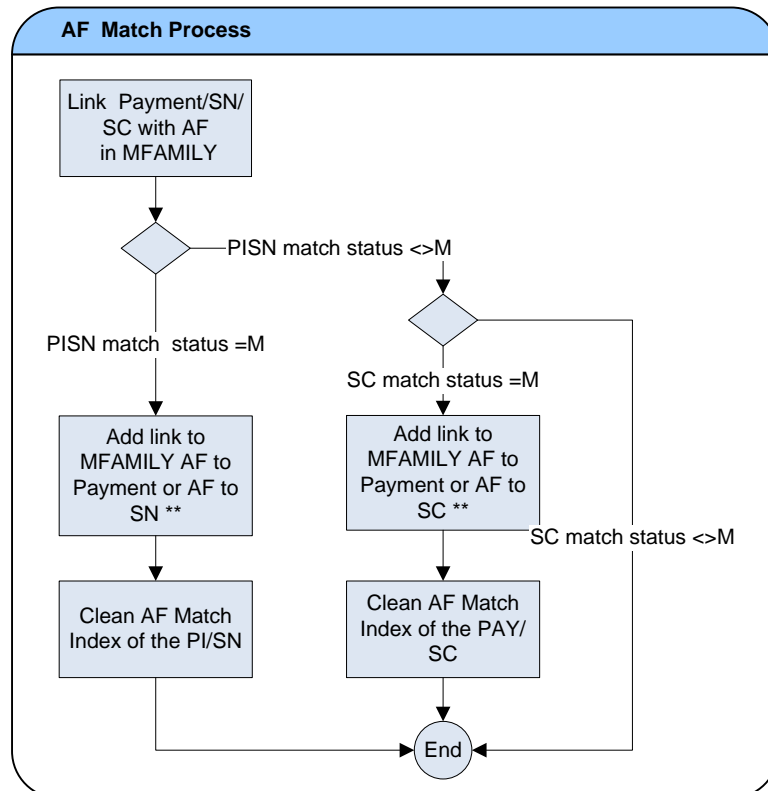 AF  Match Process
Link  Payment/SN/
SC with AF
in MFAMILY
PISN match status <>M
PISN match  status =M
SC match status =M
Add link to
MFAMILY AF to
Payment or AF to
SN **
Add link to
MFAMILY AF to
Payment or AF to
SC **
SC match status <>M
Clean AF Match
Index of the PI/SN
Clean AF Match
Index of the PAY/
SC
End